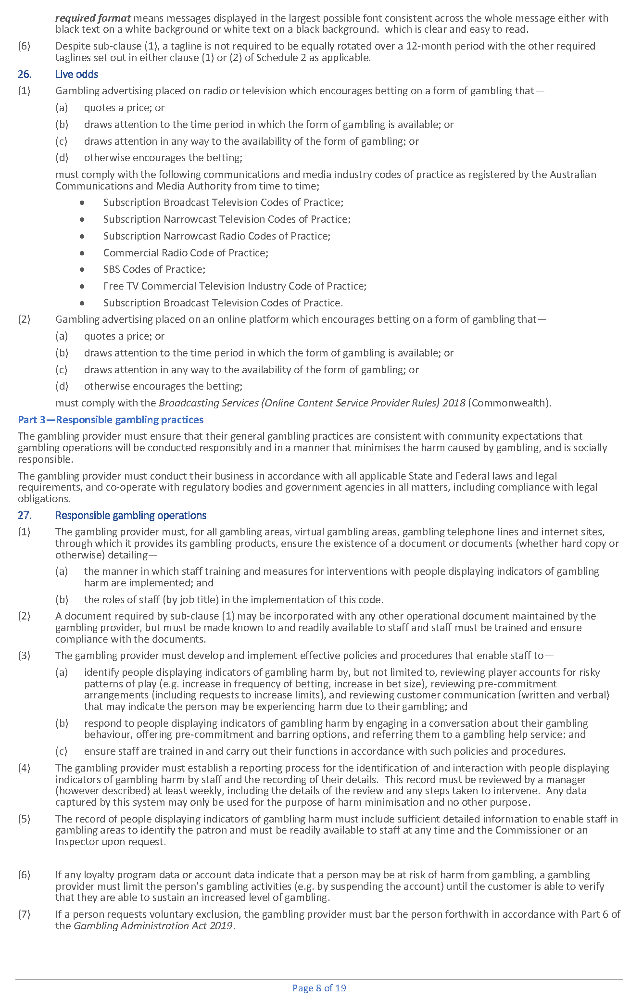 required format means messages displayed in the largest possible font consistent across the whole message either with
black text on a white background or white text on a black background.  which is clear and easy to read.
(6) Despite sub-clause (1), a tagline is not required to be equally rotated over a 12-month period with the other required
taglines set out in either clause (1) or (2) of Schedule 2 as applicable.
26. Live odds
(1) Gambling advertising placed on radio or television which encourages betting on a form of gambling that—
(a) quotes a price; or
(b) draws attention to the time period in which the form of gambling is available; or
(c) draws attention in any way to the availability of the form of gambling; or
(d) otherwise encourages the betting;
must comply with the following communications and media industry codes of practice as registered by the Australian
Communications and Media Authority from time to time;
● Subscription Broadcast Television Codes of Practice;
● Subscription Narrowcast Television Codes of Practice;
● Subscription Narrowcast Radio Codes of Practice;
● Commercial Radio Code of Practice;
● SBS Codes of Practice;
● Free TV Commercial Television Industry Code of Practice;
● Subscription Broadcast Television Codes of Practice.
(2) Gambling advertising placed on an online platform which encourages betting on a form of gambling that—
(a) quotes a price; or
(b) draws attention to the time period in which the form of gambling is available; or
(c) draws attention in any way to the availability of the form of gambling; or
(d) otherwise encourages the betting;
must comply with the Broadcasting Services (Online Content Service Provider Rules) 2018 (Commonwealth).
Part 3—Responsible gambling practices
The gambling provider must ensure that their general gambling practices are consistent with community expectations that
gambling operations will be conducted responsibly and in a manner that minimises the harm caused by gambling, and is socially
responsible.
The gambling provider must conduct their business in accordance with all applicable State and Federal laws and legal
requirements, and co-operate with regulatory bodies and government agencies in all matters, including compliance with legal
obligations.
27. Responsible gambling operations
(1) The gambling provider must, for all gambling areas, virtual gambling areas, gambling telephone lines and internet sites,
through which it provides its gambling products, ensure the existence of a document or documents (whether hard copy or
otherwise) detailing—
(a) the manner in which staff training and measures for interventions with people displaying indicators of gambling
harm are implemented; and
(b) the roles of staff (by job title) in the implementation of this code.
(2) A document required by sub-clause (1) may be incorporated with any other operational document maintained by the
gambling provider, but must be made known to and readily available to staff and staff must be trained and ensure
compliance with the documents.
(3) The gambling provider must develop and implement effective policies and procedures that enable staff to—
(a) identify people displaying indicators of gambling harm by, but not limited to, reviewing player accounts for risky
patterns of play (e.g. increase in frequency of betting, increase in bet size), reviewing pre-commitment
arrangements (including requests to increase limits), and reviewing customer communication (written and verbal)
that may indicate the person may be experiencing harm due to their gambling; and
(b) respond to people displaying indicators of gambling harm by engaging in a conversation about their gambling
behaviour, offering pre-commitment and barring options, and referring them to a gambling help service; and
(c) ensure staff are trained in and carry out their functions in accordance with such policies and procedures.
(4) The gambling provider must establish a reporting process for the identification of and interaction with people displaying
indicators of gambling harm by staff and the recording of their details.  This record must be reviewed by a manager
(however described) at least weekly, including the details of the review and any steps taken to intervene.  Any data
captured by this system may only be used for the purpose of harm minimisation and no other purpose.
(5) The record of people displaying indicators of gambling harm must include sufficient detailed information to enable staff in
gambling areas to identify the patron and must be readily available to staff at any time and the Commissioner or an
Inspector upon request.
(6) If any loyalty program data or account data indicate that a person may be at risk of harm from gambling, a gambling
provider must limit the person's gambling activities (e.g. by suspending the account) until the customer is able to verify
that they are able to sustain an increased level of gambling.
(7) If a person requests voluntary exclusion, the gambling provider must bar the person forthwith in accordance with Part 6 of
the Gambling Administration Act 2019.
Page 8 of 19